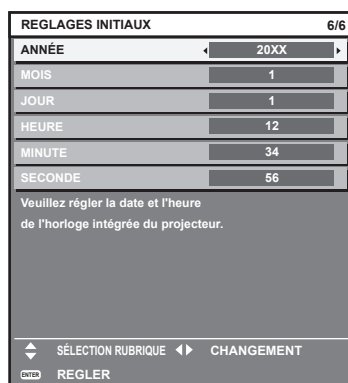 REGLAGES INITIAUX 6/6
ANNÉE 20XX
MOIS 1
JOUR 1
HEURE 12
MINUTE 34
SECONDE 56
Veuillez régler la date et l'heure
de l'horloge intégrée du projecteur.
SÉLECTION RUBRIQUE CHANGEMENT
ENTER REGLER